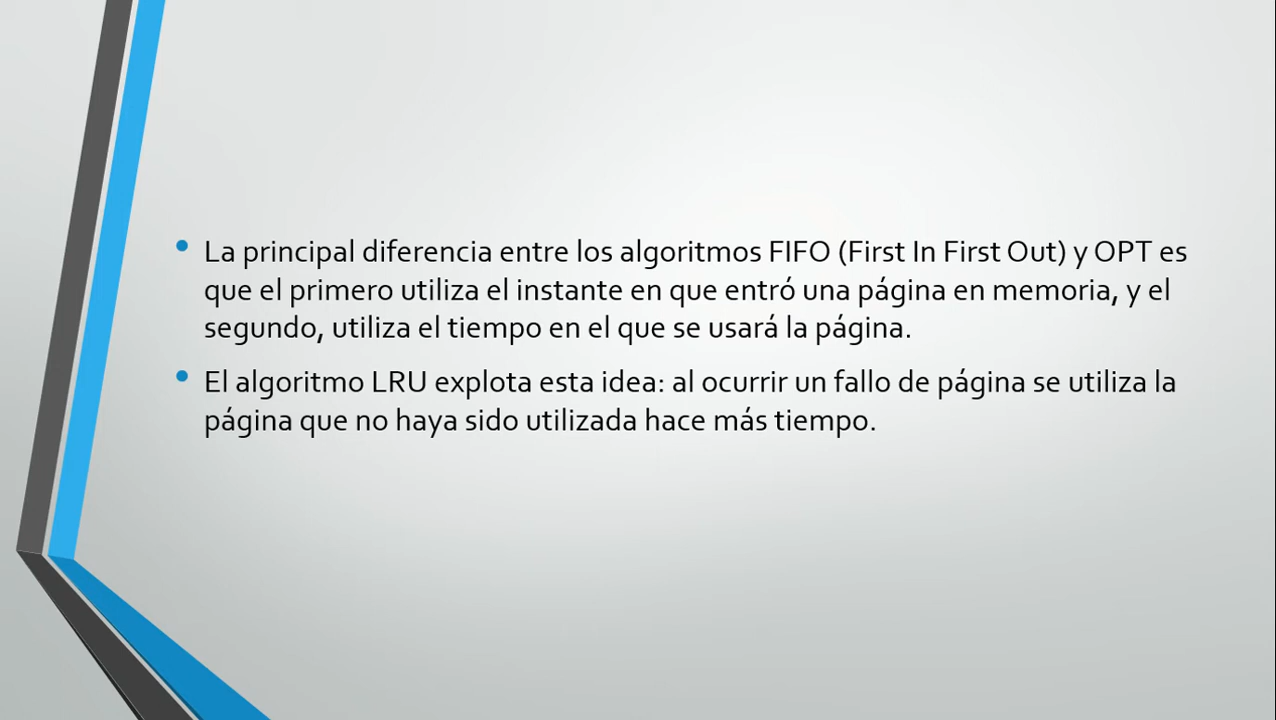 • La principal diferencia entre los algoritmos FIFO (First In First Out) y OPT es
que el primero utiliza el instante en que entró una página en memoria, y el
segundo, utiliza el tiempo en el que se usará la página.
• El algoritmo LRU explota esta idea: al ocurrir un fallo de página se utiliza la
página que no haya sido utilizada hace más tiempo.